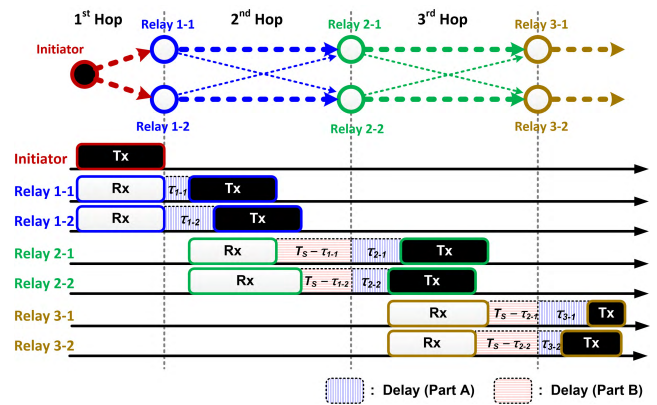 1st Hop
2nd Hop
3rd Hop
Relay 1-1
Relay 2-1
Relay 3-1
Initiator
Relay 1-2
Relay 2-2
Relay 3-2
Initiator
Tx
Relay 1-1
Rx
τ1-1
Tx
Relay 1-2
Rx
τ1-2
Tx
Relay 2-1
Rx
TS − τ1-1
τ2-1
Tx
Relay 2-2
Rx
TS − τ1-2
τ2-2
Tx
Relay 3-1
Rx
TS − τ2-1
τ3-1
Tx
Relay 3-2
Rx
TS − τ2-2
τ3-2
Tx
: Delay (Part A)
: Delay (Part B)